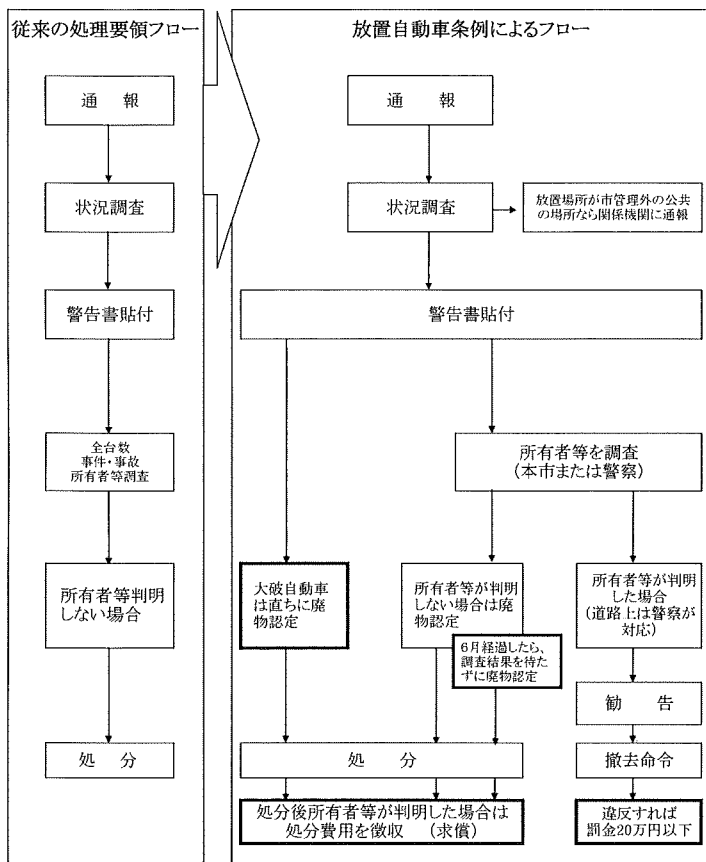 従来の処理要領フロー
通　報
状況調査
警告書貼付
全台数
事件・事故
所有者等調査
所有者等判明
しない場合
処　分
放置自動車条例によるフロー
通　報
状況調査
放置場所が市管理外の公共
の場所なら関係機関に通報
警告書貼付
所有者等を調査
(本市または警察)
大破自動車
は直ちに廃
物認定
所有者等が判明
しない場合は廃
物認定
6月経過したら、
調査結果を待た
ずに廃物認定
所有者等が判明
した場合
(道路上は警察が
対応)
勧　告
処　分
撤去命令
処分後所有者等が判明した場合は
処分費用を徴収　(求償)
違反すれば
罰金20万円以下